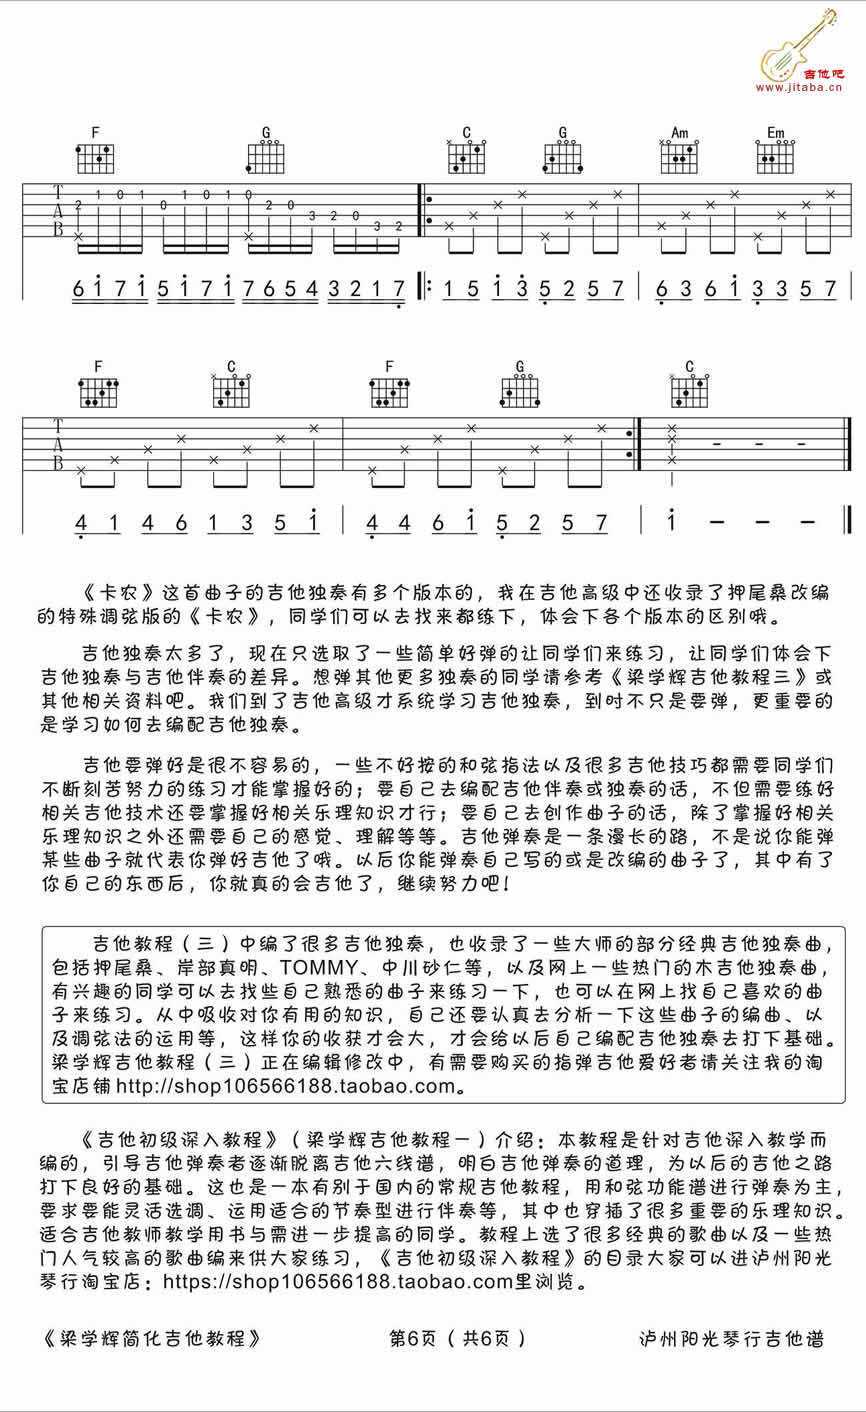 吉他吧
www.jitaba.cn
F G C G Am Em
T 2 1 0 1 0 1 0 1 0 2 0 3 2 0 3 2
A
B
6 1 7 1 5 1 7 1 7 6 5 4 3 2 1 7 1 5 1 3 5 2 5 7 6 3 6 1 3 3 5 7
F C F G C
T
A
B
4 1 4 6 1 3 5 1 4 4 6 1 5 2 5 7 1 – – –
《卡农》这首曲子的吉他独奏有多个版本的,我在吉他高级中还收录了押尾桑改编
的特殊调弦版的《卡农》,同学们可以去找来都练下,体会下各个版本的区别哦。
吉他独奏太多了,现在只选取了一些简单好弹的让同学们来练习,让同学们体会下
吉他独奏与吉他伴奏的差异。想弹其他更多独奏的同学请参考《梁学辉吉他教程三》或
其他相关资料吧。我们到了吉他高级才系统学习吉他独奏,到时不只是要弹,更重要的
是学习如何去编配吉他独奏。
吉他要弹好是很不容易的,一些不好按的和弦指法以及很多吉他技巧都需要同学们
不断刻苦努力的练习才能掌握好的;要自己去编配吉他伴奏或独奏的话,不但需要练好
相关吉他技术还要掌握好相关乐理知识才行;要自己去创作曲子的话,除了掌握好相关
乐理知识之外还需要自己的感觉、理解等等。吉他弹奏是一条漫长的路,不是说你能弹
某些曲子就代表你弹好吉他了哦。以后你能弹奏自己写的或是改编的曲子了,其中有了
你自己的东西后,你就真的会吉他了,继续努力吧!
吉他教程(三)中编了很多吉他独奏,也收录了一些大师的部分经典吉他独奏曲,
包括押尾桑、岸部真明、TOMMY、中川砂仁等,以及网上一些热门的木吉他独奏曲,
有兴趣的同学可以去找些自己熟悉的曲子来练习一下,也可以在网上找自己喜欢的曲
子来练习。从中吸收对你有用的知识,自己还要认真去分析一下这些曲子的编曲、以
及调弦法的运用等,这样你的收获才会大,才会给以后自己编配吉他独奏去打下基础。
梁学辉吉他教程(三)正在编辑修改中,有需要购买的指弹吉他爱好者请关注我的淘
宝店铺http://shop106566188.taobao.com。
《吉他初级深入教程》(梁学辉吉他教程一)介绍:本教程是针对吉他深入教学而
编的,引导吉他弹奏者逐渐脱离吉他六线谱,明白吉他弹奏的道理,为以后的吉他之路
打下良好的基础。这也是一本有别于国内的常规吉他教程,用和弦功能谱进行弹奏为主,
要求要能灵活选调、运用适合的节奏型进行伴奏等,其中也穿插了很多重要的乐理知识。
适合吉他教师教学用书与需进一步提高的同学。教程上选了很多经典的歌曲以及一些热
门人气较高的歌曲编来供大家练习,《吉他初级深入教程》的目录大家可以进泸州阳光
琴行淘宝店:https://shop106566188.taobao.com里浏览。
《梁学辉简化吉他教程》 第6页(共6页) 泸州阳光琴行吉他谱